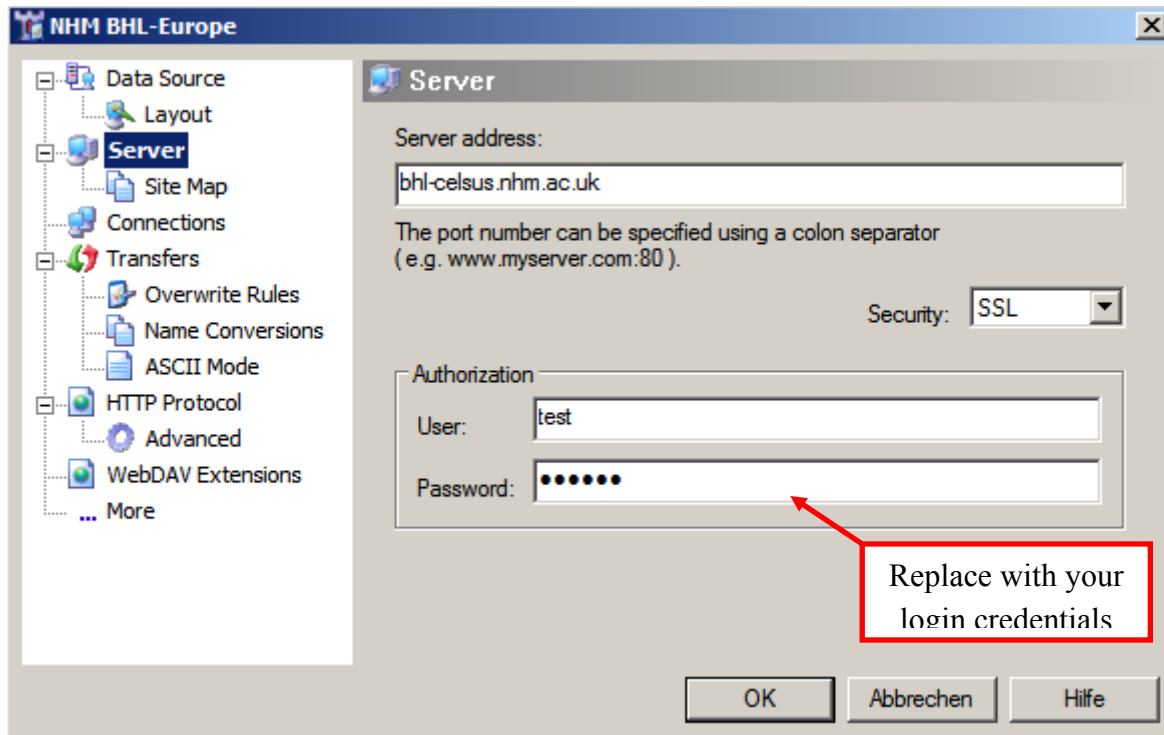 NHM BHL-Europe
Data Source
Layout
Server
Site Map
Connections
Transfers
Overwrite Rules
Name Conversions
ASCII Mode
HTTP Protocol
Advanced
WebDAV Extensions
... More
Server
Server address:
bhl-celsus.nhm.ac.uk
The port number can be specified using a colon separator
( e.g. www.myserver.com:80 ).
Security: SSL
Authorization
User: test
Password: ••••••
Replace with your
login credentials
OK Abbrechen Hilfe